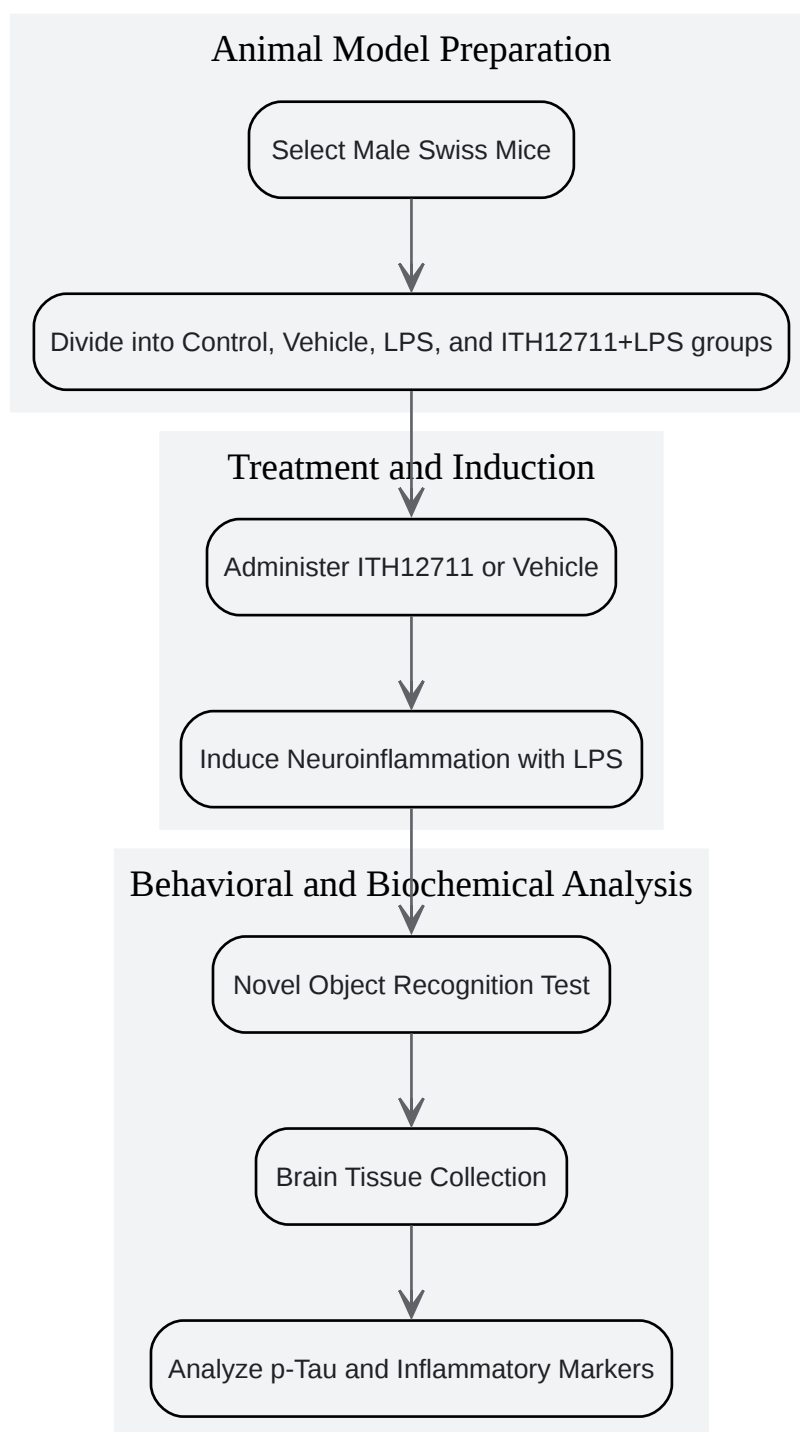 Animal Model Preparation
Select Male Swiss Mice
Divide into Control, Vehicle, LPS, and ITH12711+LPS groups
Treatment and Induction
Administer ITH12711 or Vehicle
Induce Neuroinflammation with LPS
Behavioral and Biochemical Analysis
Novel Object Recognition Test
Brain Tissue Collection
Analyze p-Tau and Inflammatory Markers